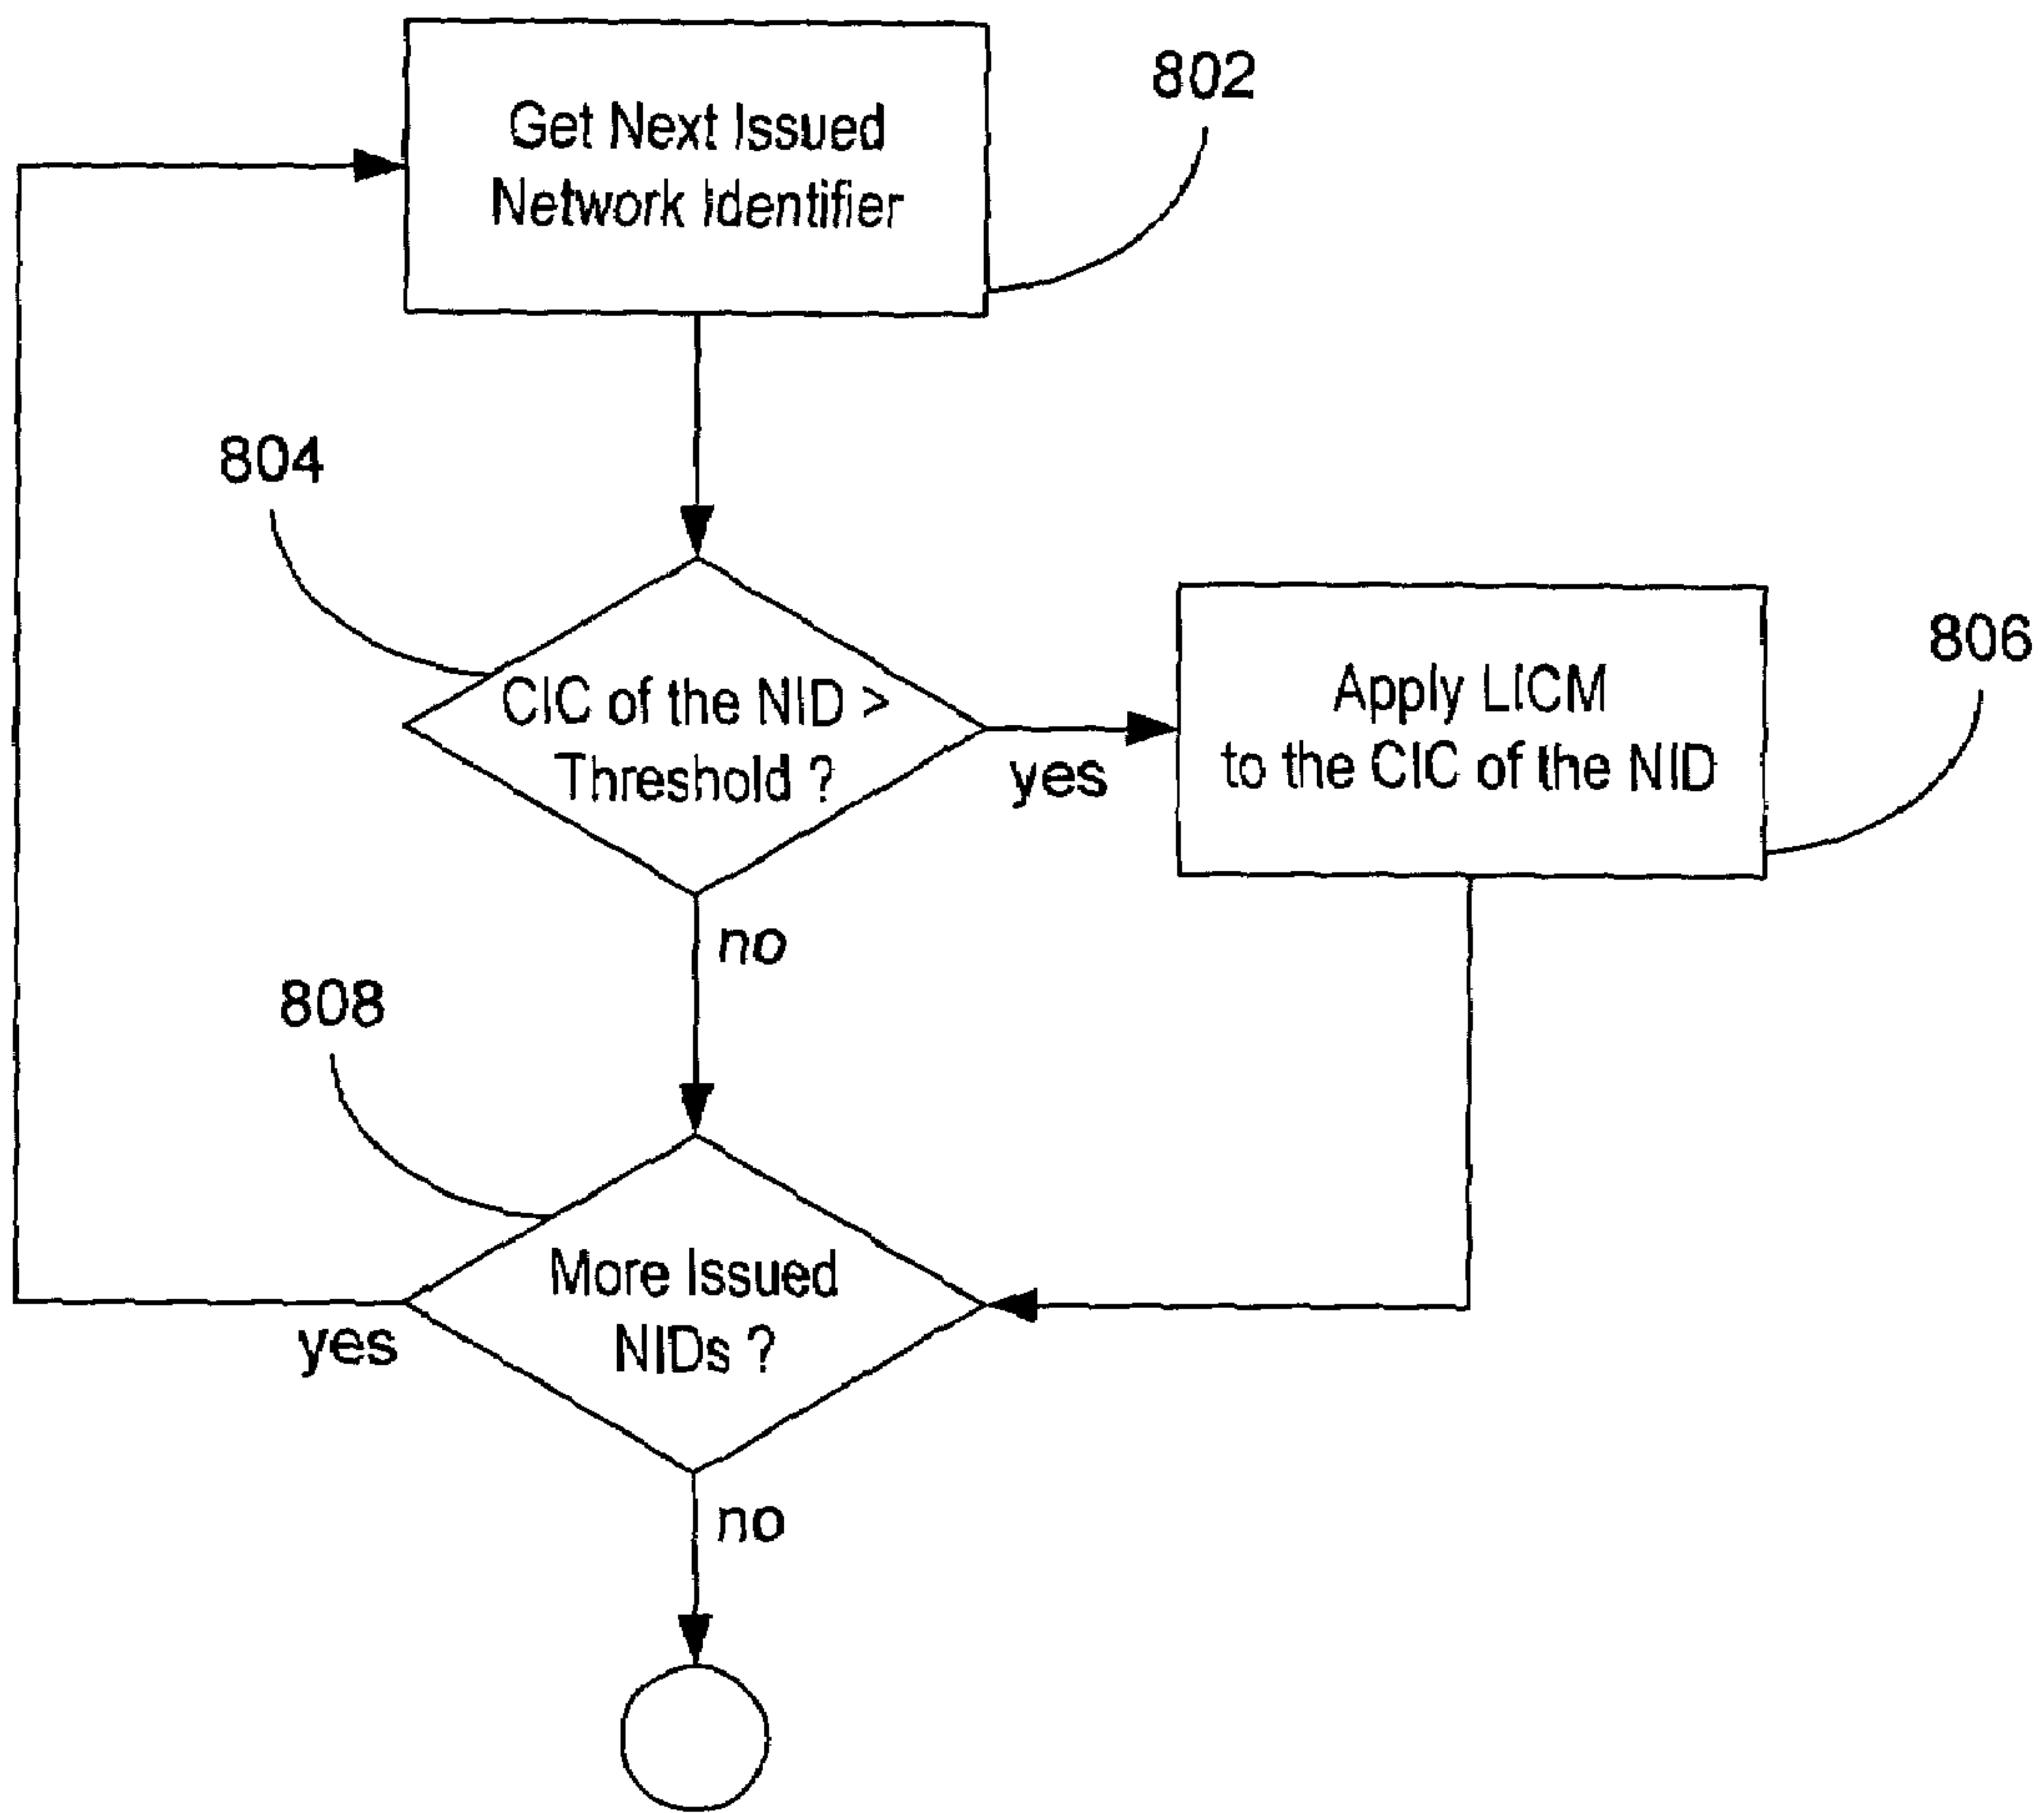 Get Next Issued
Network Identifier
802
804
CIC of the NID >
Threshold ?
yes
Apply LICM
to the CIC of the NID
806
no
808
More Issued
NIDs ?
yes
no